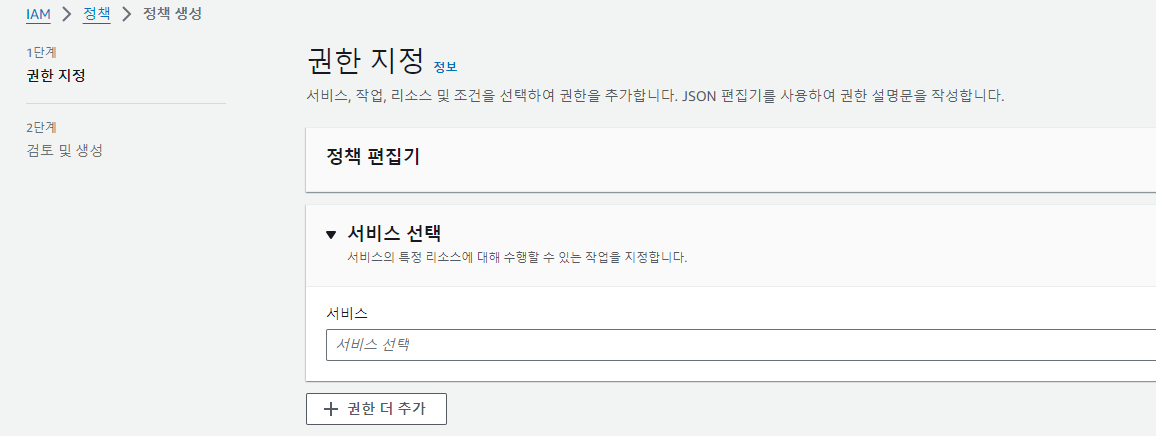 IAM > 정책 > 정책 생성
1단계
권한 지정
2단계
검토 및 생성
권한 지정 정보
서비스, 작업, 리소스 및 조건을 선택하여 권한을 추가합니다. JSON 편집기를 사용하여 권한 설명문을 작성합니다.
정책 편집기
서비스 선택
서비스의 특정 리소스에 대해 수행할 수 있는 작업을 지정합니다.
서비스
서비스 선택
+ 권한 더 추가